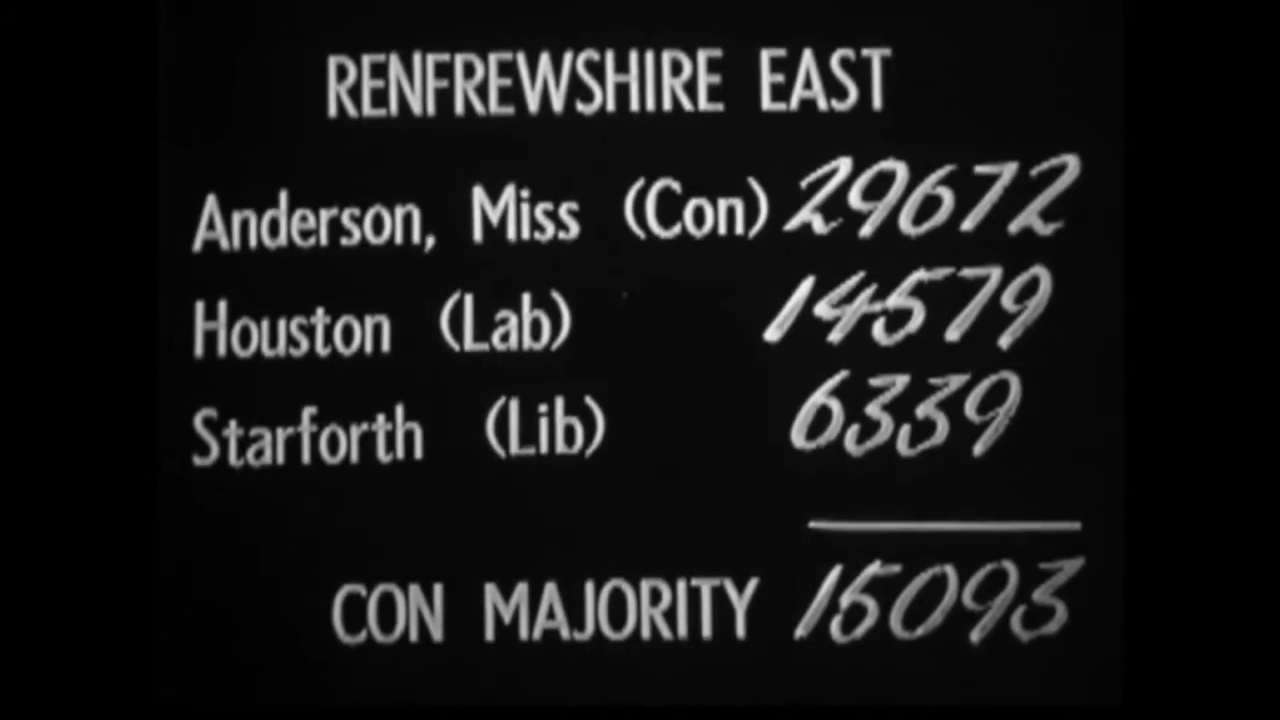 RENFREWSHIRE EAST
Anderson, Miss (Con) 29672
Houston (Lab) 14579
Starforth (Lib) 6339
CON MAJORITY 15093